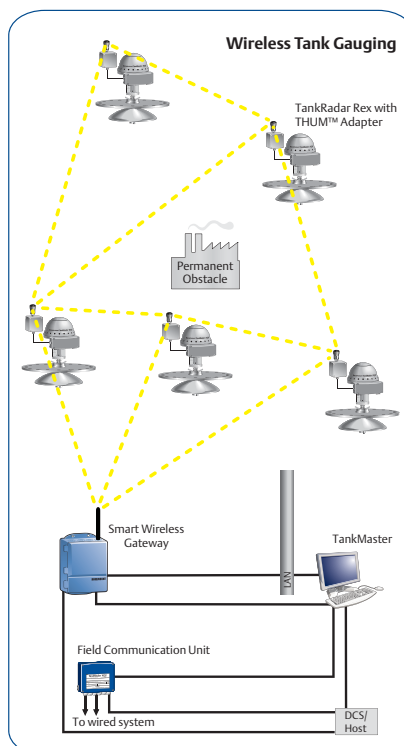 Wireless Tank Gauging
TankRadar Rex with
THUM™ Adapter
Permanent
Obstacle
Smart Wireless
Gateway
TankMaster
LAN
Field Communication Unit
To wired system
DCS/
Host